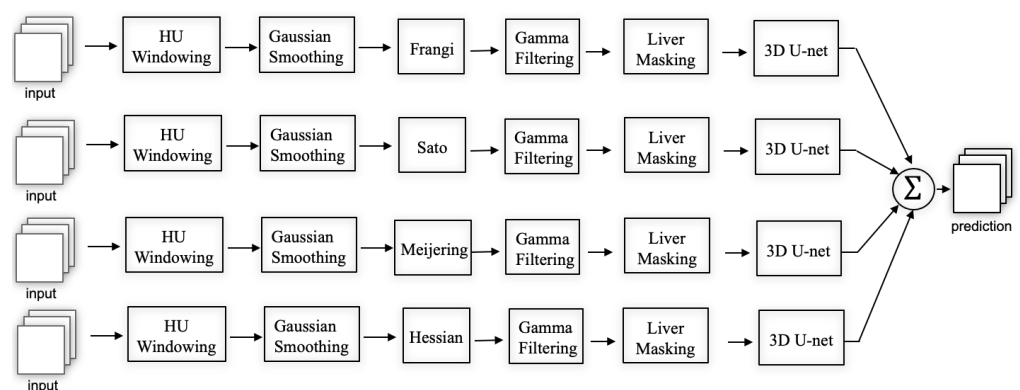 HU
Windowing
Gaussian
Smoothing
Frangi
Gamma
Filtering
Liver
Masking
3D U-net
input
HU
Windowing
Gaussian
Smoothing
Sato
Gamma
Filtering
Liver
Masking
3D U-net
input
Σ
prediction
HU
Windowing
Gaussian
Smoothing
Meijering
Gamma
Filtering
Liver
Masking
3D U-net
input
HU
Windowing
Gaussian
Smoothing
Hessian
Gamma
Filtering
Liver
Masking
3D U-net
input